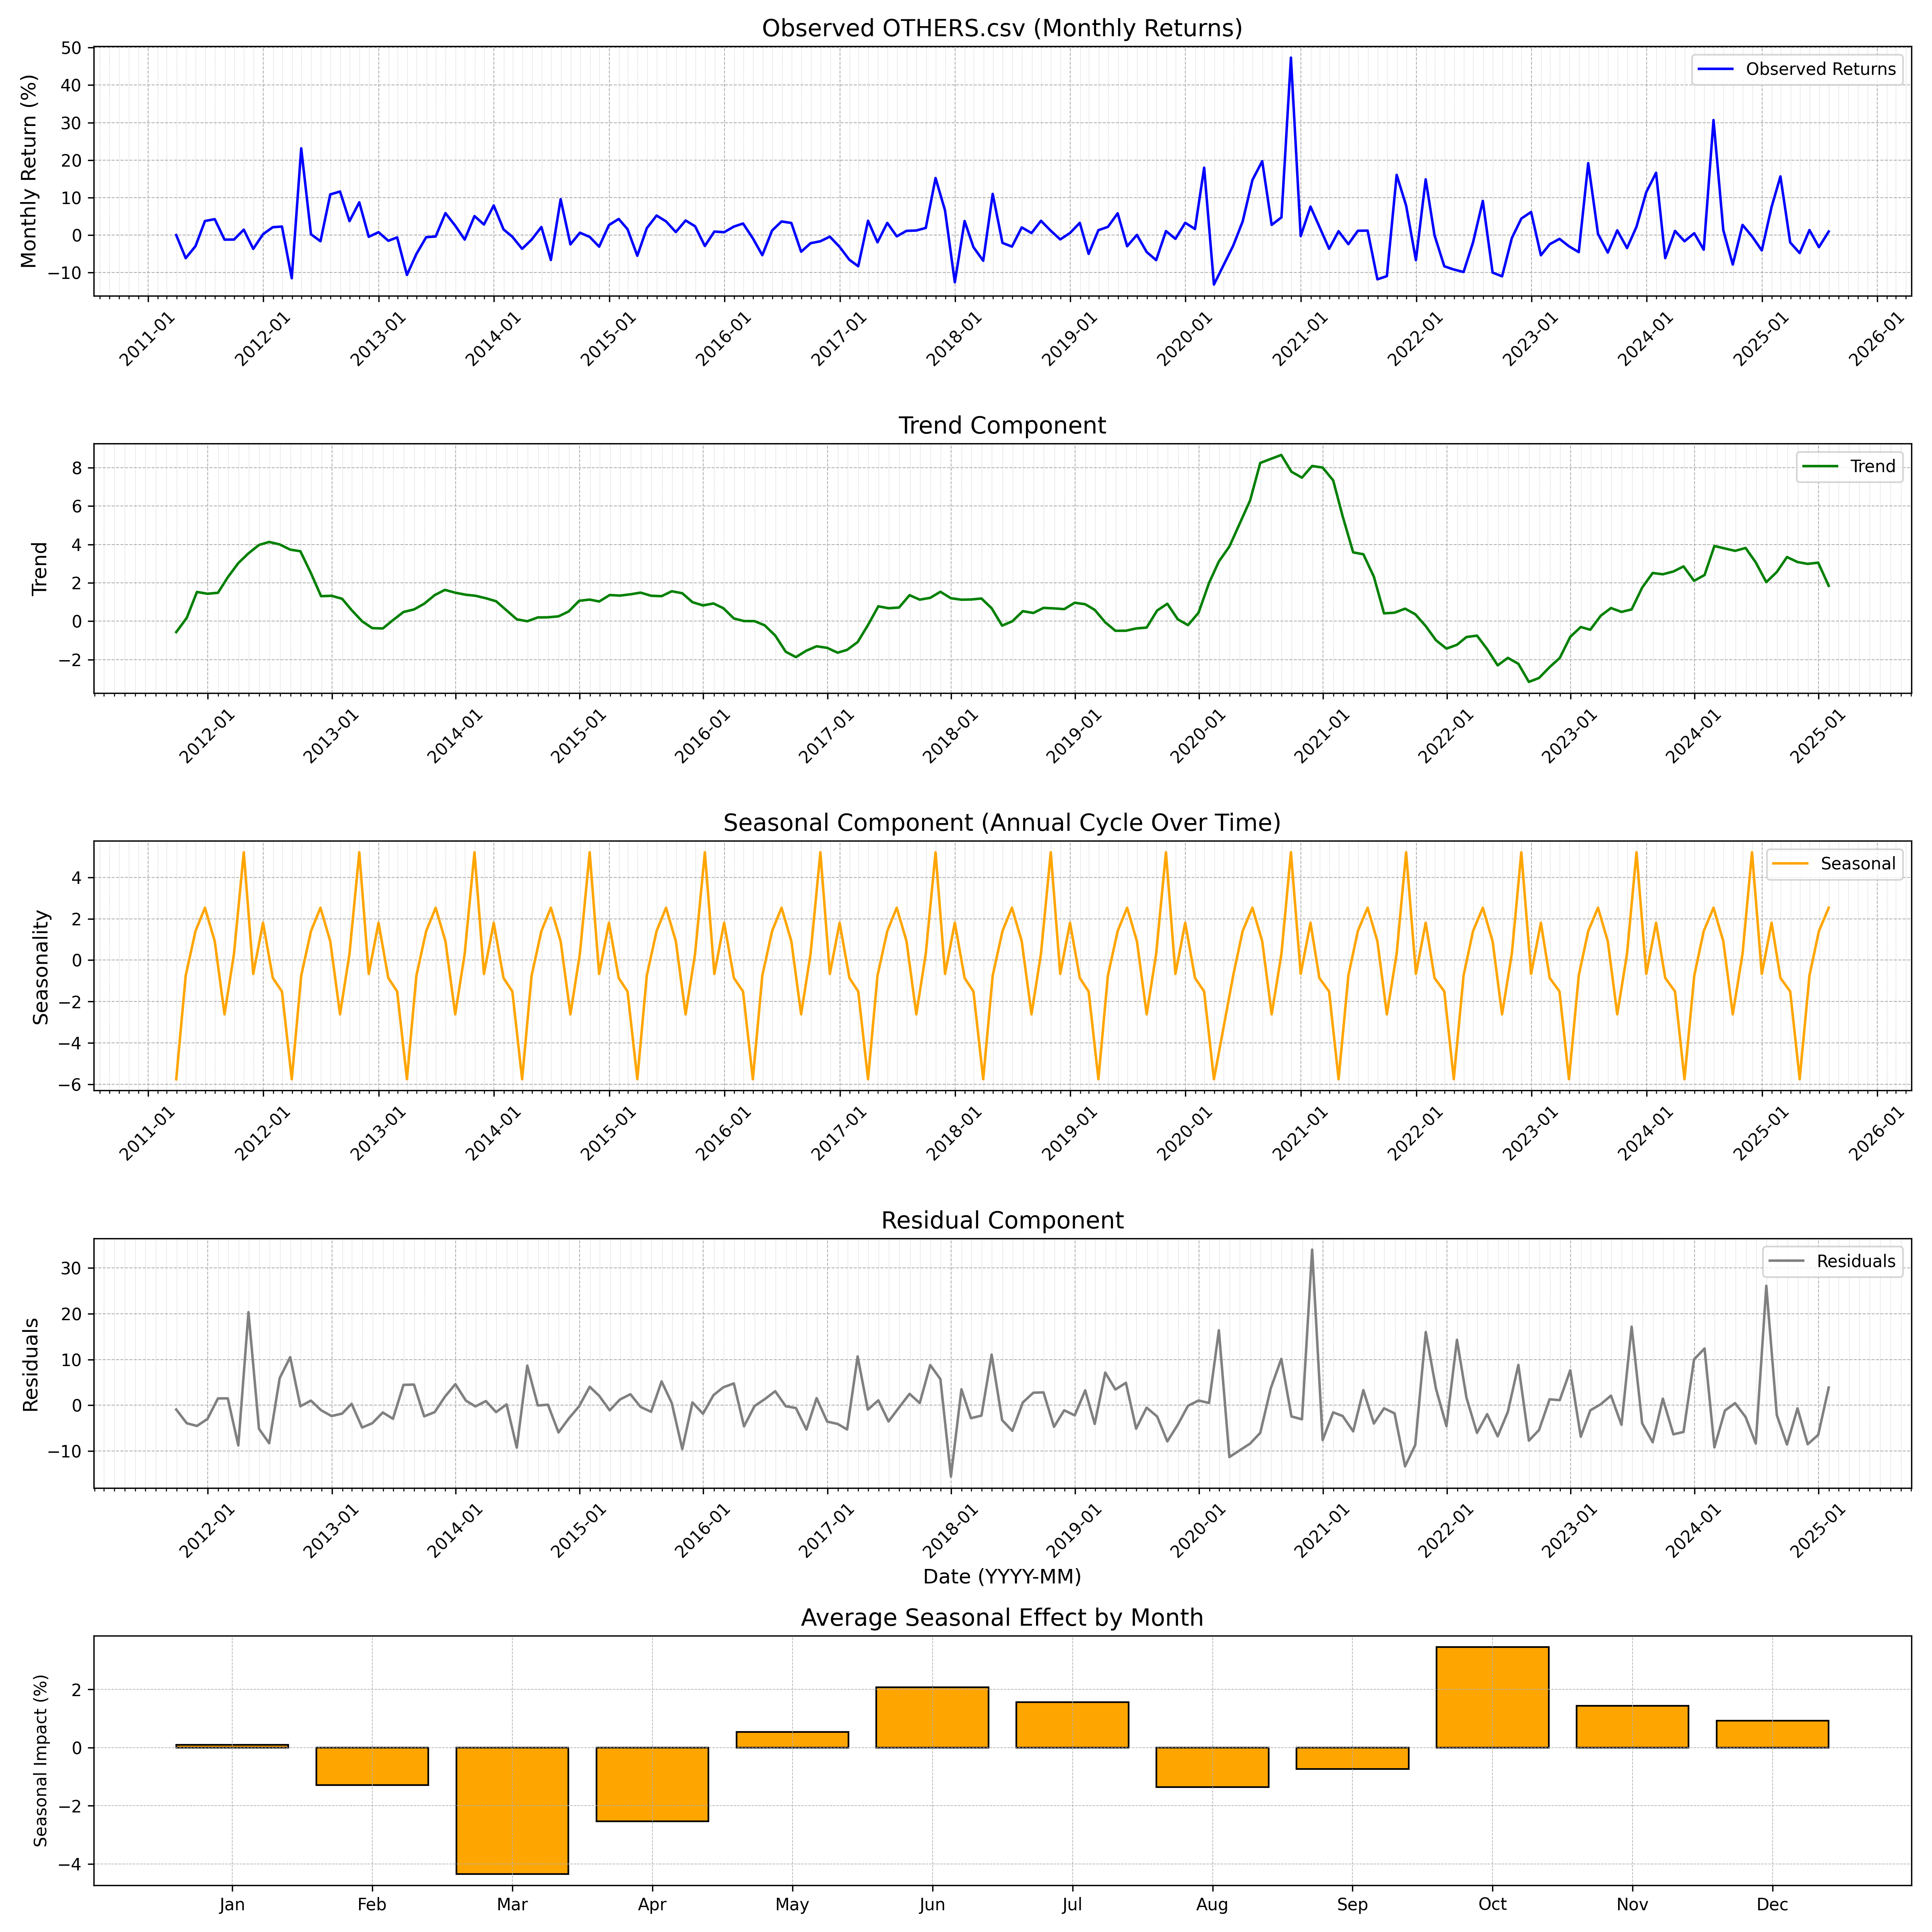 Observed OTHERS.csv (Monthly Returns)
Monthly Return (%)
50
40
30
20
10
0
−10
Observed Returns
2011-01 2012-01 2013-01 2014-01 2015-01 2016-01 2017-01 2018-01 2019-01 2020-01 2021-01 2022-01 2023-01 2024-01 2025-01 2026-01
Trend Component
Trend
8
6
4
2
0
−2
Trend
2012-01 2013-01 2014-01 2015-01 2016-01 2017-01 2018-01 2019-01 2020-01 2021-01 2022-01 2023-01 2024-01 2025-01
Seasonal Component (Annual Cycle Over Time)
Seasonality
4
2
0
−2
−4
−6
Seasonal
2011-01 2012-01 2013-01 2014-01 2015-01 2016-01 2017-01 2018-01 2019-01 2020-01 2021-01 2022-01 2023-01 2024-01 2025-01 2026-01
Residual Component
Residuals
30
20
10
0
−10
Residuals
2012-01 2013-01 2014-01 2015-01 2016-01 2017-01 2018-01 2019-01 2020-01 2021-01 2022-01 2023-01 2024-01 2025-01
Date (YYYY-MM)
Average Seasonal Effect by Month
Seasonal Impact (%)
2
0
−2
−4
Jan Feb Mar Apr May Jun Jul Aug Sep Oct Nov Dec